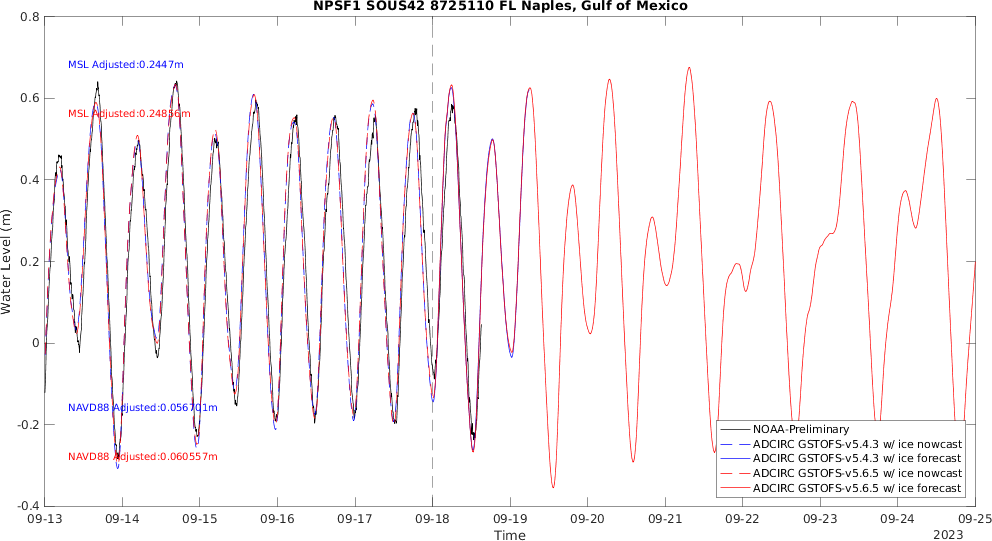 NPSF1 SOUS42 8725110 FL Naples, Gulf of Mexico
0.8
0.6
0.4
0.2
0
-0.2
-0.4
Water Level (m)
MSL Adjusted:0.2447m
MSL Adjusted:0.24856m
NAVD88 Adjusted:0.056701m
NAVD88 Adjusted:0.060557m
NOAA-Preliminary
ADCIRC GSTOFS-v5.4.3 w/ ice nowcast
ADCIRC GSTOFS-v5.4.3 w/ ice forecast
ADCIRC GSTOFS-v5.6.5 w/ ice nowcast
ADCIRC GSTOFS-v5.6.5 w/ ice forecast
09-13 09-14 09-15 09-16 09-17 09-18 09-19 09-20 09-21 09-22 09-23 09-24 09-25
Time
2023